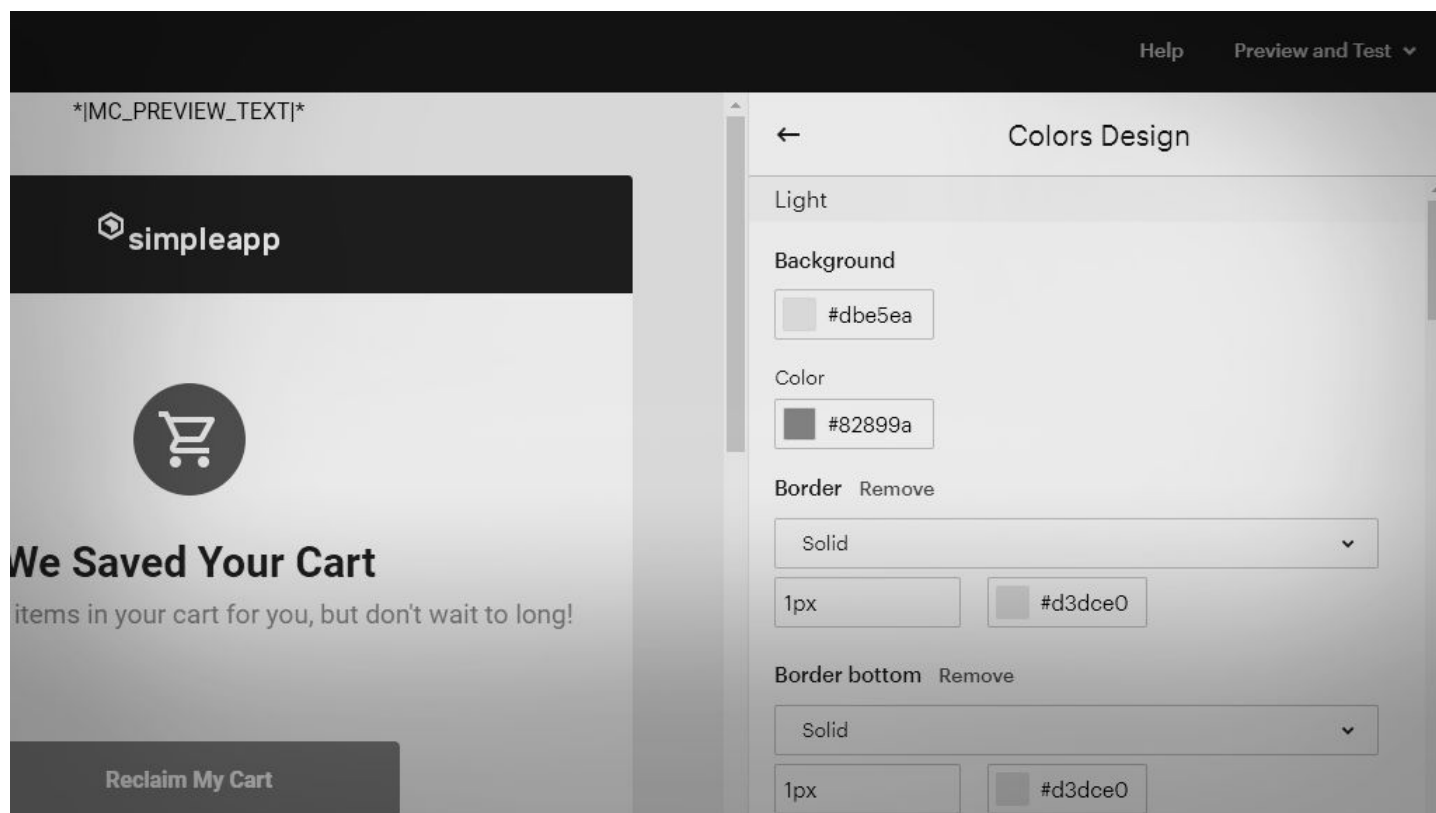 Help Preview and Test
*|MC_PREVIEW_TEXT|*
simpleapp
We Saved Your Cart
items in your cart for you, but don't wait to long!
Reclaim My Cart
Colors Design
Light
Background
#dbe5ea
Color
#82899a
Border Remove
Solid
1px #d3dce0
Border bottom Remove
Solid
1px #d3dce0